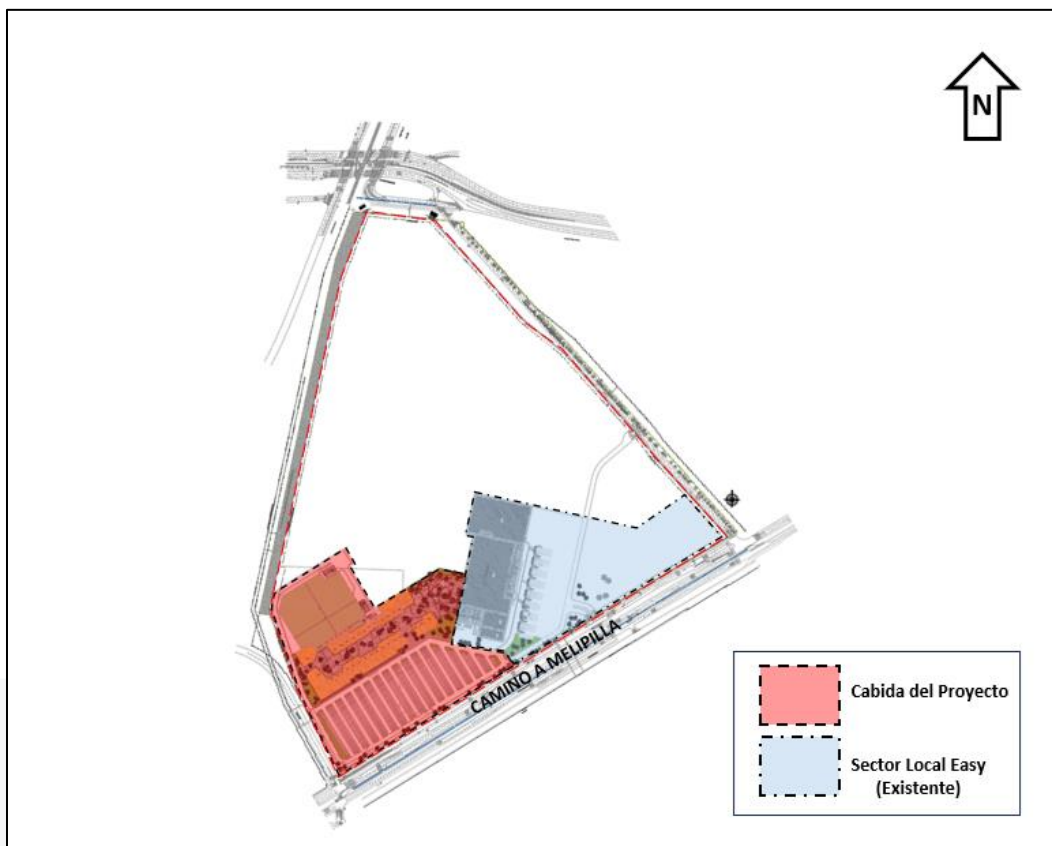 N
CAMINO A MELIPILLA
Cabida del Proyecto
Sector Local Easy
(Existente)